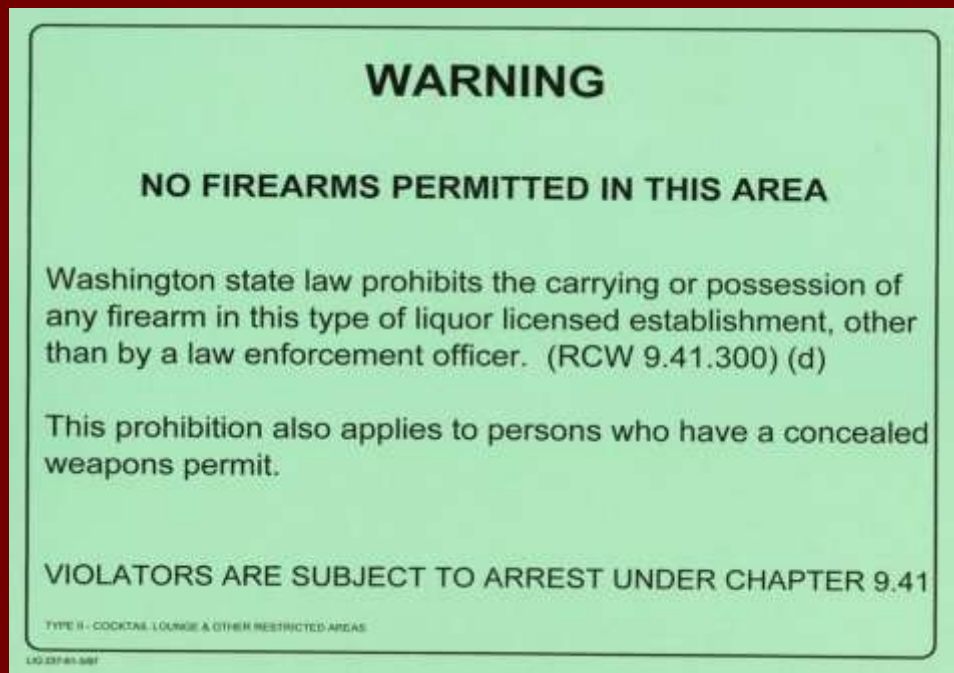 WARNING
NO FIREARMS PERMITTED IN THIS AREA
Washington state law prohibits the carrying or possession of
any firearm in this type of liquor licensed establishment, other
than by a law enforcement officer. (RCW 9.41.300) (d)
This prohibition also applies to persons who have a concealed
weapons permit.
VIOLATORS ARE SUBJECT TO ARREST UNDER CHAPTER 9.41
TYPE II - COCKTAIL LOUNGE & OTHER RESTRICTED AREAS